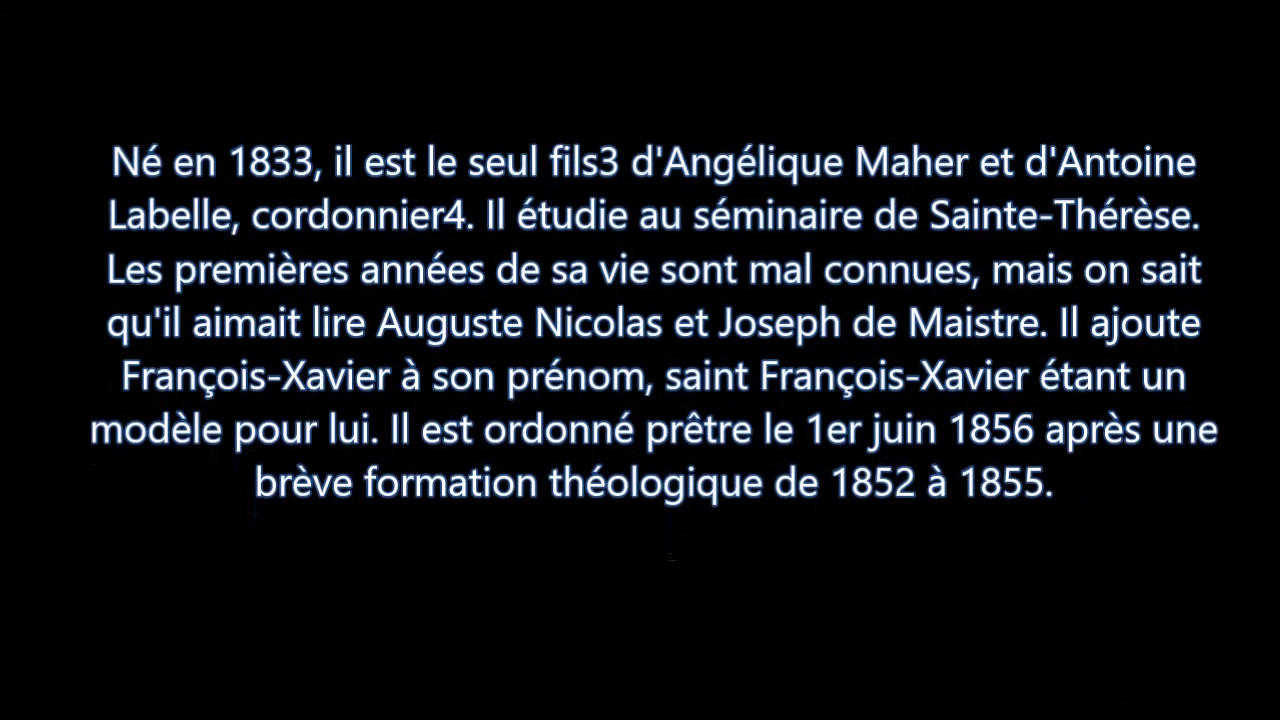 Né en 1833, il est le seul fils3 d'Angélique Maher et d'Antoine
Labelle, cordonnier4. Il étudie au séminaire de Sainte-Thérèse.
Les premières années de sa vie sont mal connues, mais on sait
qu'il aimait lire Auguste Nicolas et Joseph de Maistre. Il ajoute
François-Xavier à son prénom, saint François-Xavier étant un
modèle pour lui. Il est ordonné prêtre le 1er juin 1856 après une
brève formation théologique de 1852 à 1855.